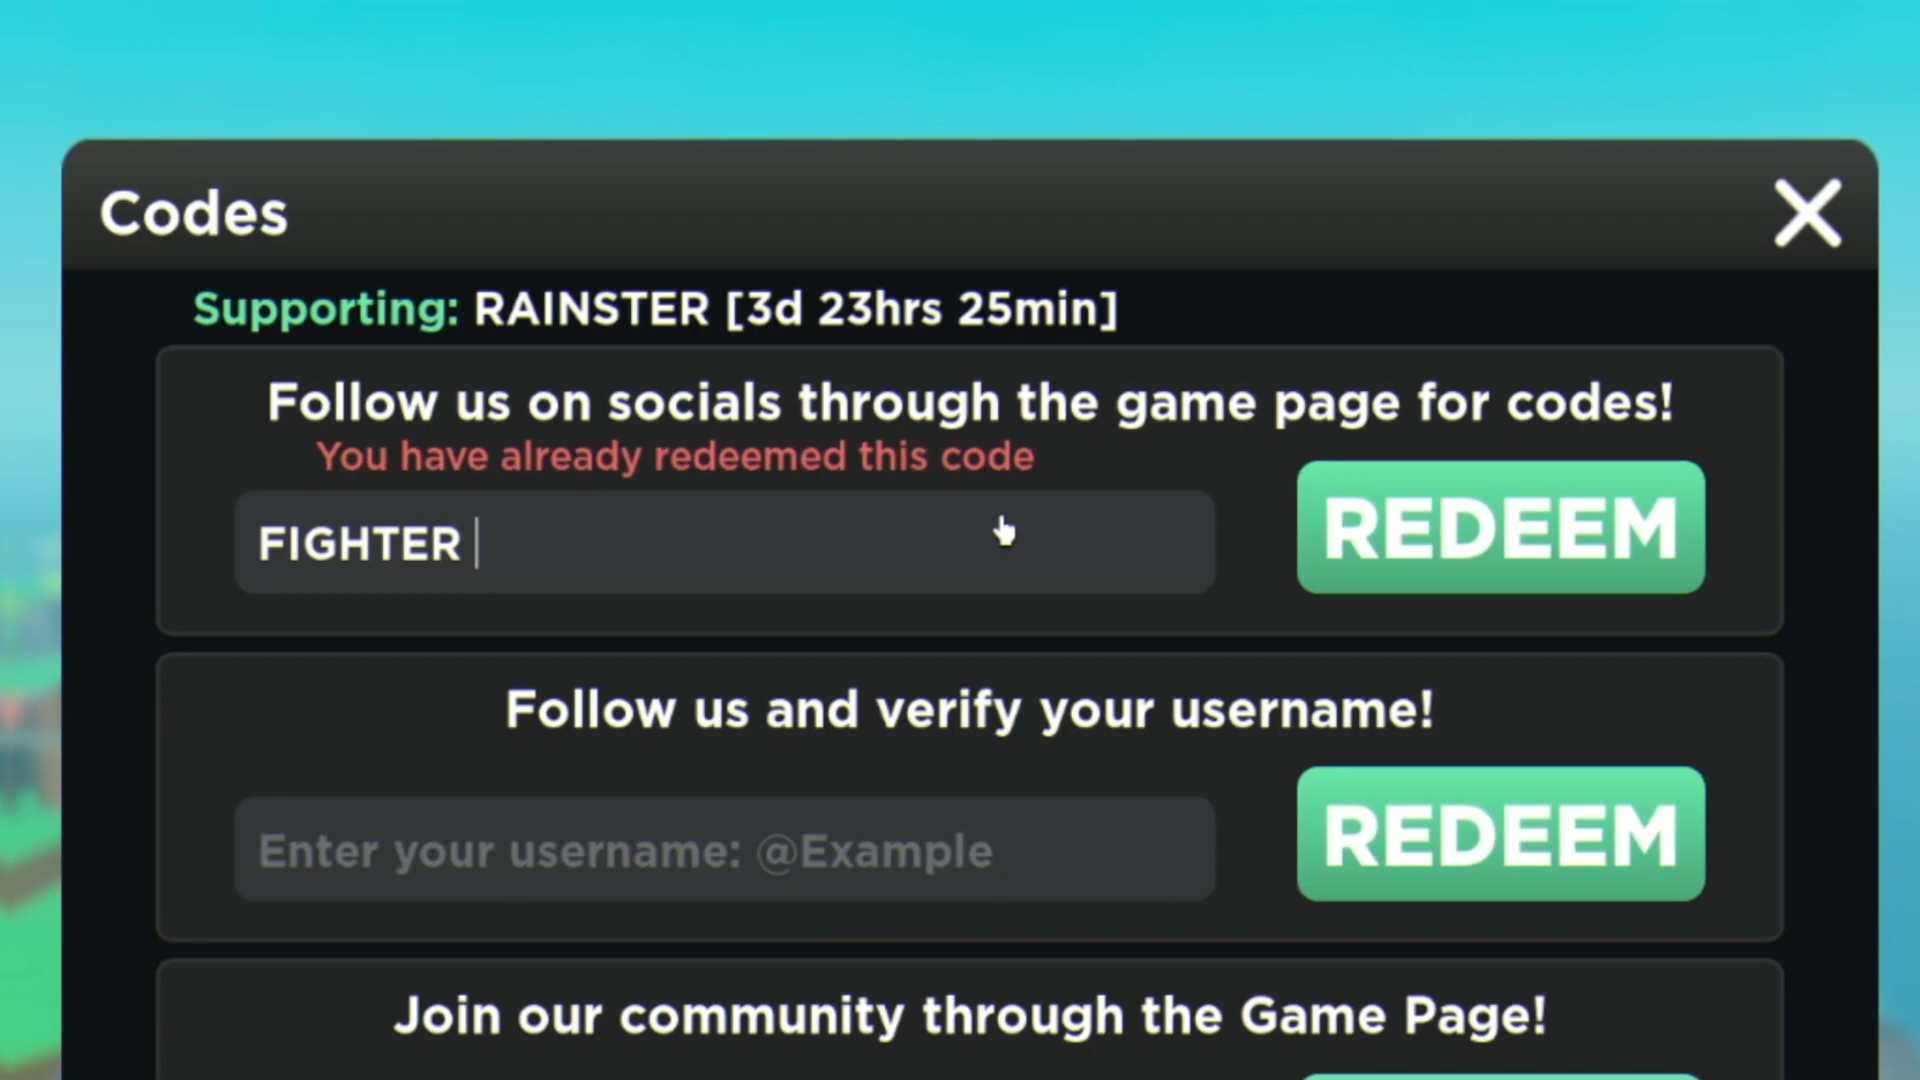 Codes
Supporting: RAINSTER [3d 23hrs 25min]
Follow us on socials through the game page for codes!
You have already redeemed this code
FIGHTER
REDEEM
Follow us and verify your username!
Enter your username: @Example
REDEEM
Join our community through the Game Page!